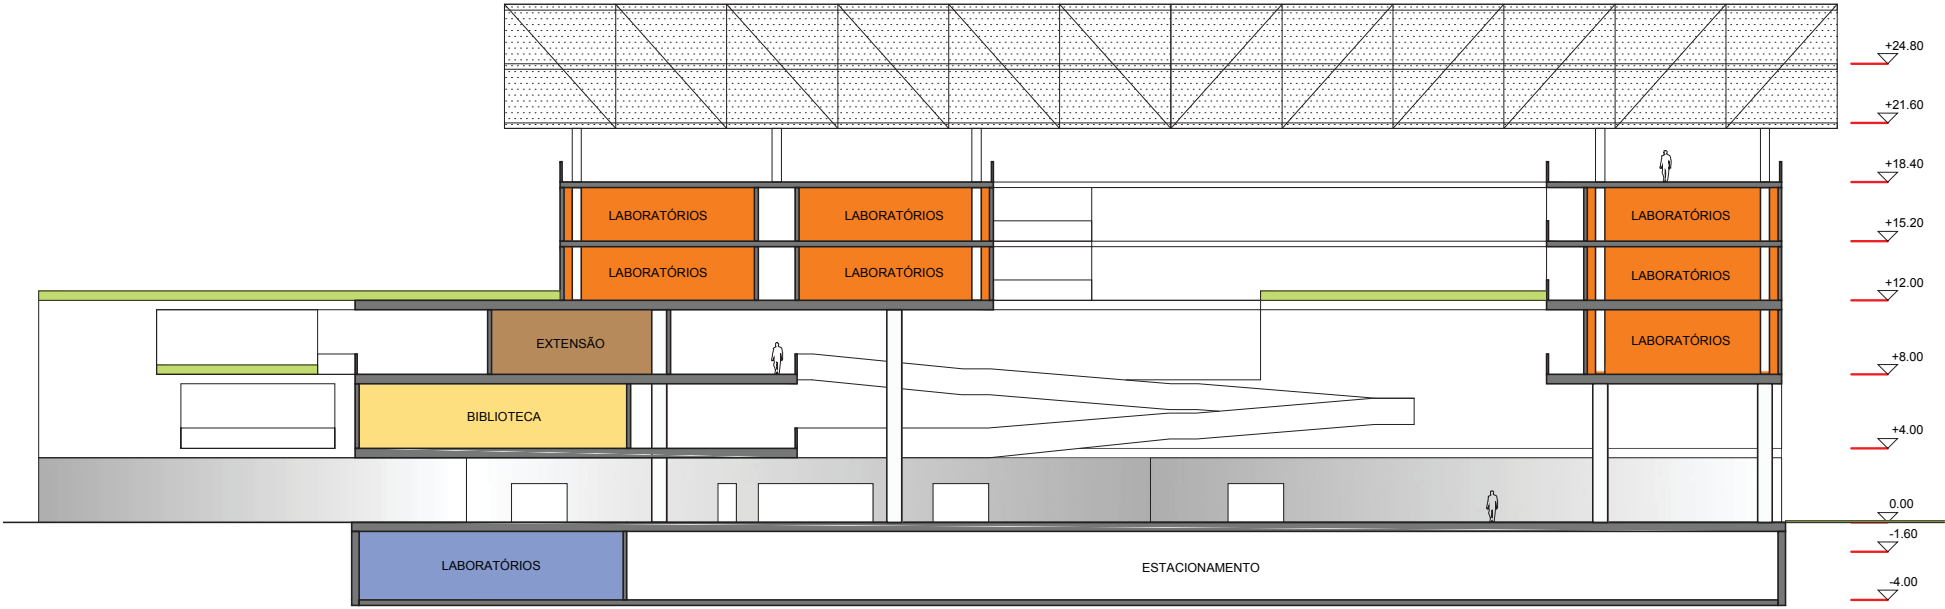 +24.80
+21.60
+18.40
LABORATÓRIOS LABORATÓRIOS LABORATÓRIOS
+15.20
LABORATÓRIOS LABORATÓRIOS LABORATÓRIOS
+12.00
EXTENSÃO LABORATÓRIOS
+8.00
BIBLIOTECA
+4.00
0.00
-1.60
LABORATÓRIOS ESTACIONAMENTO
-4.00